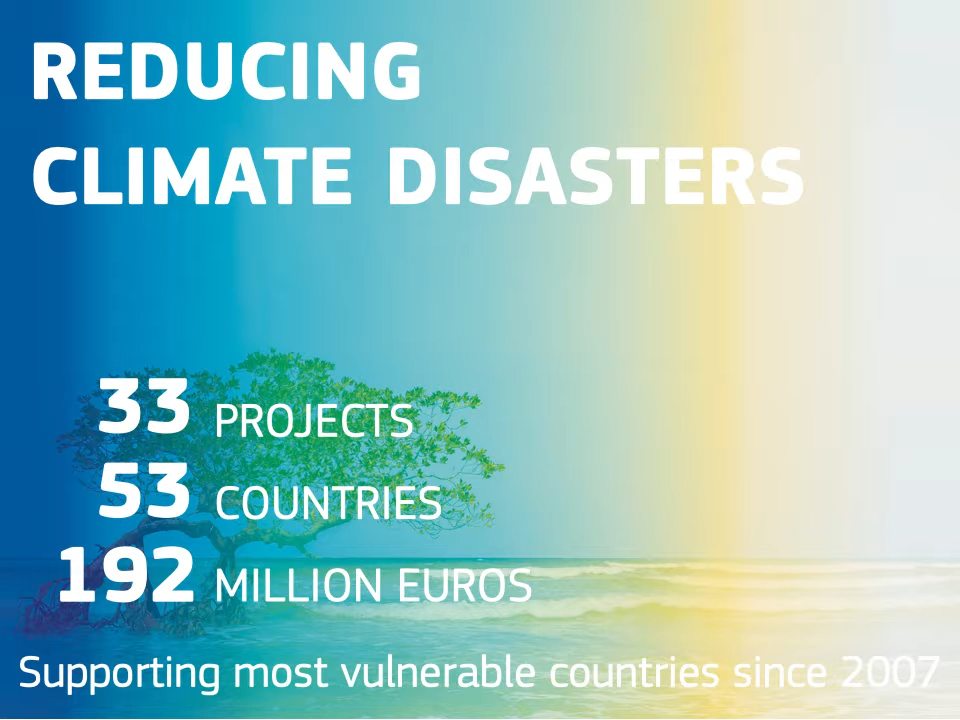 REDUCING
CLIMATE DISASTERS
33 PROJECTS
53 COUNTRIES
192 MILLION EUROS
Supporting most vulnerable countries since 2007